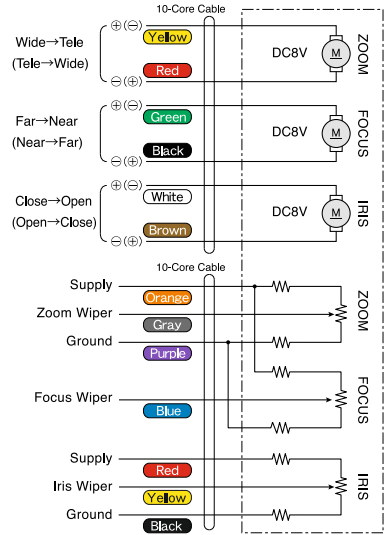 10-Core Cable
⊕(⊖)
Yellow
Wide→Tele
(Tele→Wide)
DC8V
M
ZOOM
Red
⊖(⊕)
⊕(⊖)
Green
Far→Near
(Near→Far)
DC8V
M
FOCUS
Black
⊖(⊕)
⊕(⊖)
White
Close→Open
(Open→Close)
DC8V
M
IRIS
Brown
⊖(⊕)
10-Core Cable
Supply
Orange
Zoom Wiper
ZOOM
Gray
Ground
Purple
Focus Wiper
FOCUS
Blue
Supply
Red
Iris Wiper
IRIS
Yellow
Ground
Black